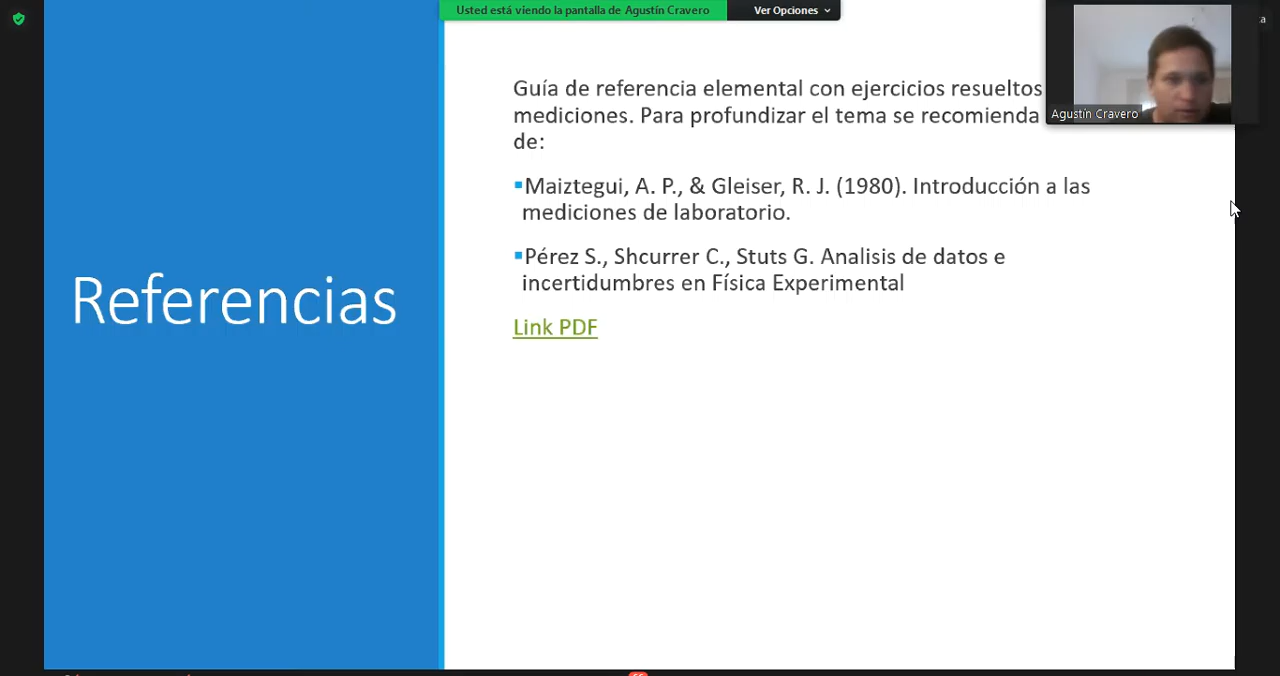 Usted está viendo la pantalla de Agustín Cravero
Ver Opciones
Agustín Cravero
Referencias
Guía de referencia elemental con ejercicios resueltos
mediciones. Para profundizar el tema se recomienda
de:
Maiztegui, A. P., & Gleiser, R. J. (1980). Introducción a las
mediciones de laboratorio.
Pérez S., Shcurrer C., Stuts G. Analisis de datos e
incertidumbres en Física Experimental
Link PDF